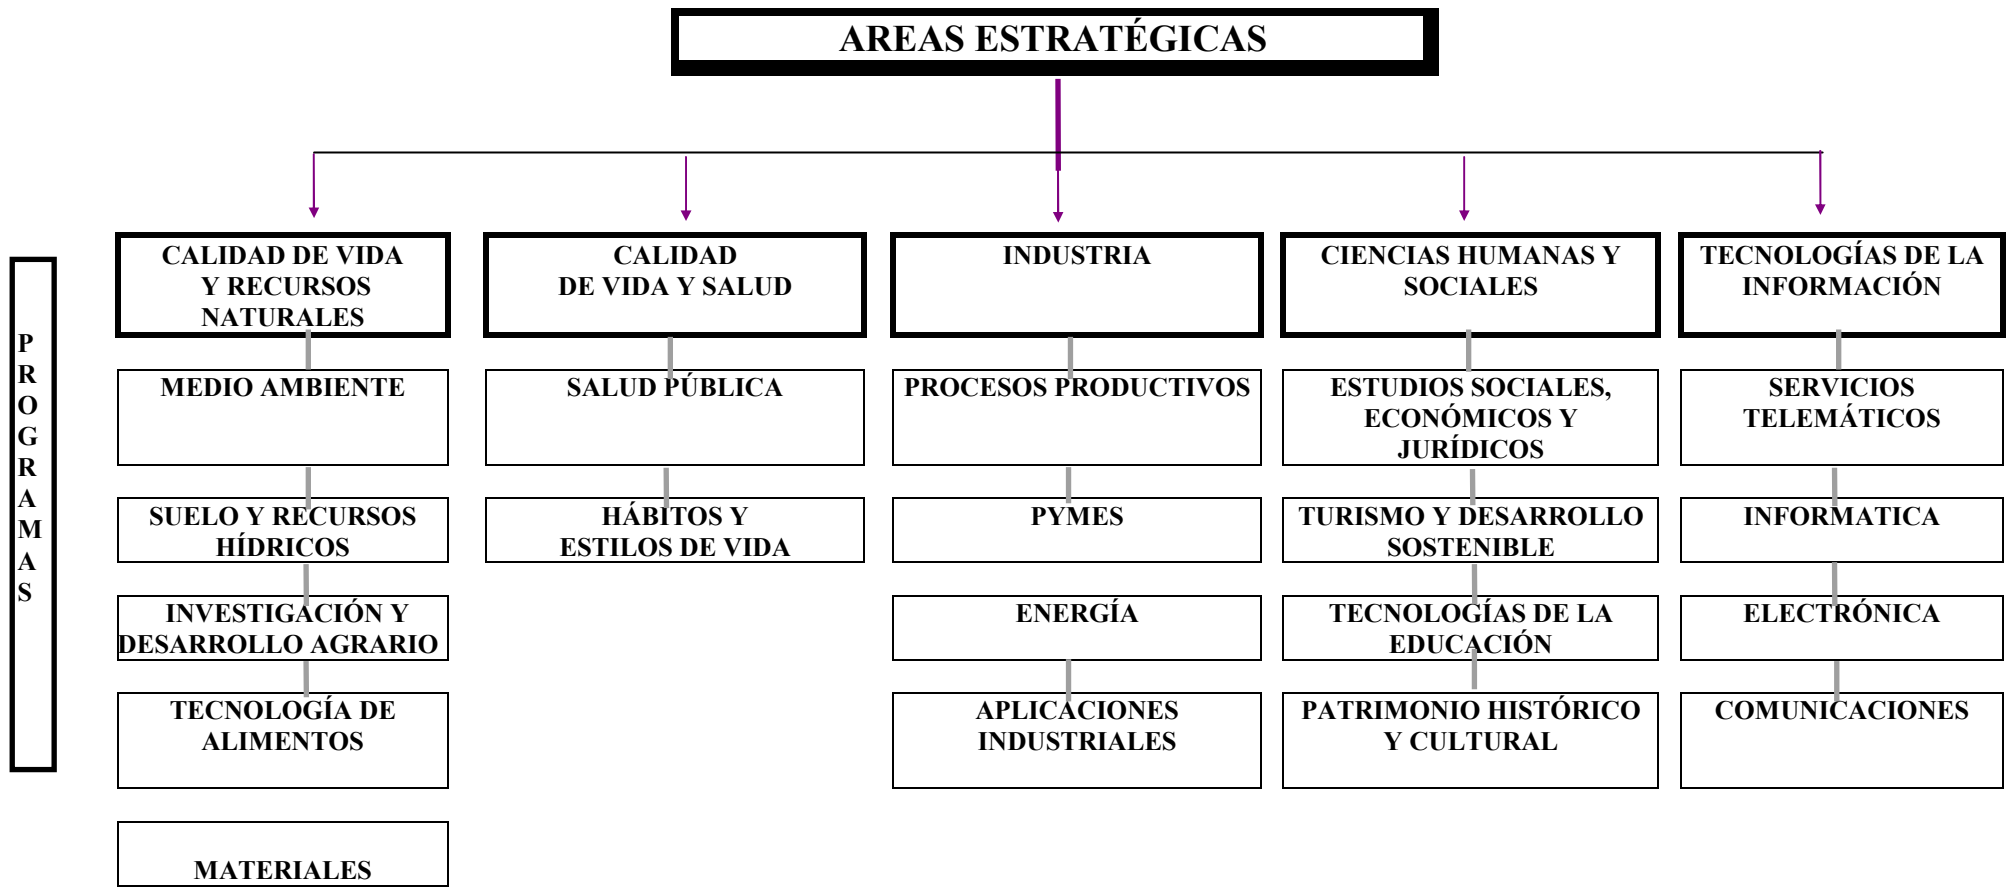 AREAS ESTRATÉGICAS
P
R
O
G
R
A
M
A
S
CALIDAD DE VIDA
Y RECURSOS
NATURALES
MEDIO AMBIENTE
SUELO Y RECURSOS
HÍDRICOS
INVESTIGACIÓN Y
DESARROLLO AGRARIO
TECNOLOGÍA DE
ALIMENTOS
MATERIALES
CALIDAD
DE VIDA Y SALUD
SALUD PÚBLICA
HÁBITOS Y
ESTILOS DE VIDA
INDUSTRIA
PROCESOS PRODUCTIVOS
PYMES
ENERGÍA
APLICACIONES
INDUSTRIALES
CIENCIAS HUMANAS Y
SOCIALES
ESTUDIOS SOCIALES,
ECONÓMICOS Y
JURÍDICOS
TURISMO Y DESARROLLO
SOSTENIBLE
TECNOLOGÍAS DE LA
EDUCACIÓN
PATRIMONIO HISTÓRICO
Y CULTURAL
TECNOLOGÍAS DE LA
INFORMACIÓN
SERVICIOS
TELEMÁTICOS
INFORMATICA
ELECTRÓNICA
COMUNICACIONES